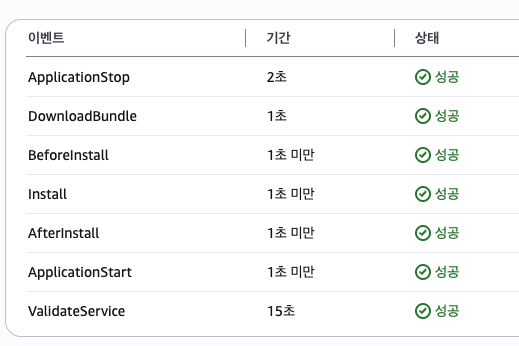 이벤트 기간 상태
ApplicationStop 2초 성공
DownloadBundle 1초 성공
BeforeInstall 1초 미만 성공
Install 1초 미만 성공
AfterInstall 1초 미만 성공
ApplicationStart 1초 미만 성공
ValidateService 15초 성공